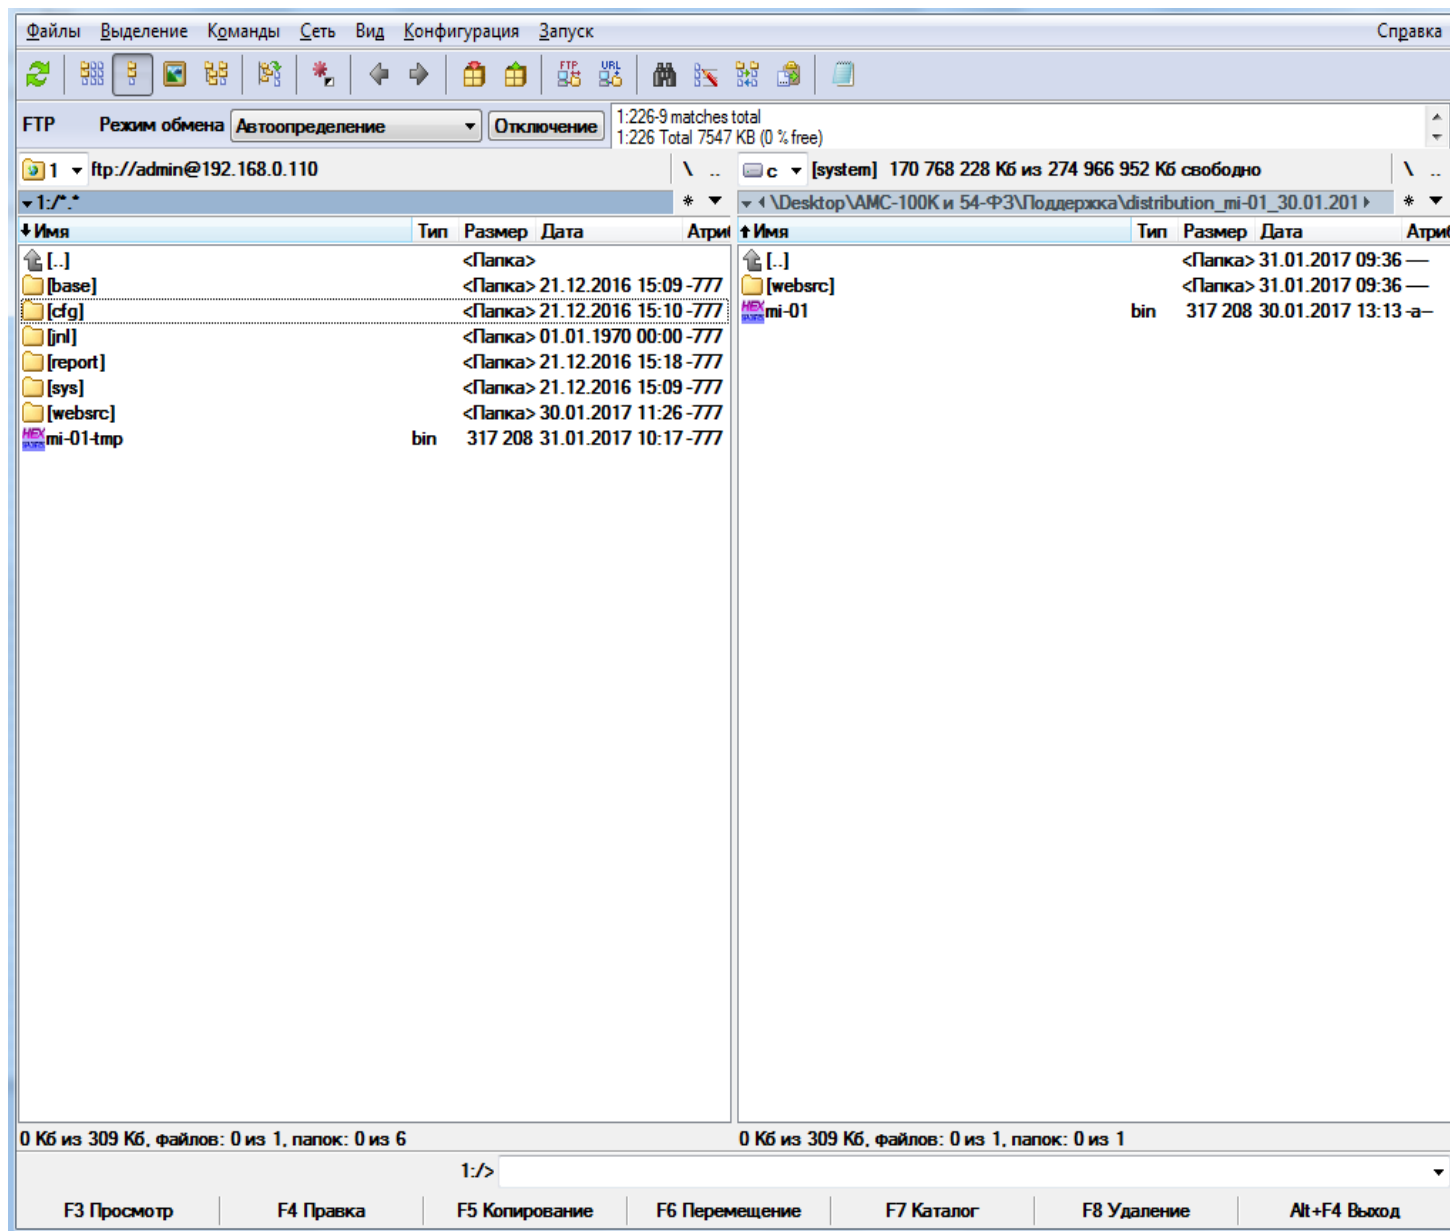 Файлы Выделение Команды Сеть Вид Конфигурация Запуск Справка
FTP URL
FTP Режим обмена Автоопределение Отключение
1:226-9 matches total
1:226 Total 7547 KB (0 % free)
1 ftp://admin@192.168.0.110 \ ..
c [system] 170 768 228 Кб из 274 966 952 Кб свободно \ ..
1:/*.* * 
\Desktop\АМС-100К и 54-ФЗ\Поддержка\distribution_mi-01_30.01.201 *
Имя Тип Размер Дата Атриб
[..] <Папка>
[base] <Папка> 21.12.2016 15:09 -777
[cfg] <Папка> 21.12.2016 15:10 -777
[jnl] <Папка> 01.01.1970 00:00 -777
[report] <Папка> 21.12.2016 15:18 -777
[sys] <Папка> 21.12.2016 15:09 -777
[websrc] <Папка> 30.01.2017 11:26 -777
HEX mi-01-tmp bin 317 208 31.01.2017 10:17 -777
0 Кб из 309 Кб, файлов: 0 из 1, папок: 0 из 6
Имя Тип Размер Дата Атриб
[..] <Папка> 31.01.2017 09:36 ----
[websrc] <Папка> 31.01.2017 09:36 ----
HEX mi-01 bin 317 208 30.01.2017 13:13 -a--
0 Кб из 309 Кб, файлов: 0 из 1, папок: 0 из 1
1:/>
F3 Просмотр F4 Правка F5 Копирование F6 Перемещение F7 Каталог F8 Удаление Alt+F4 Выход